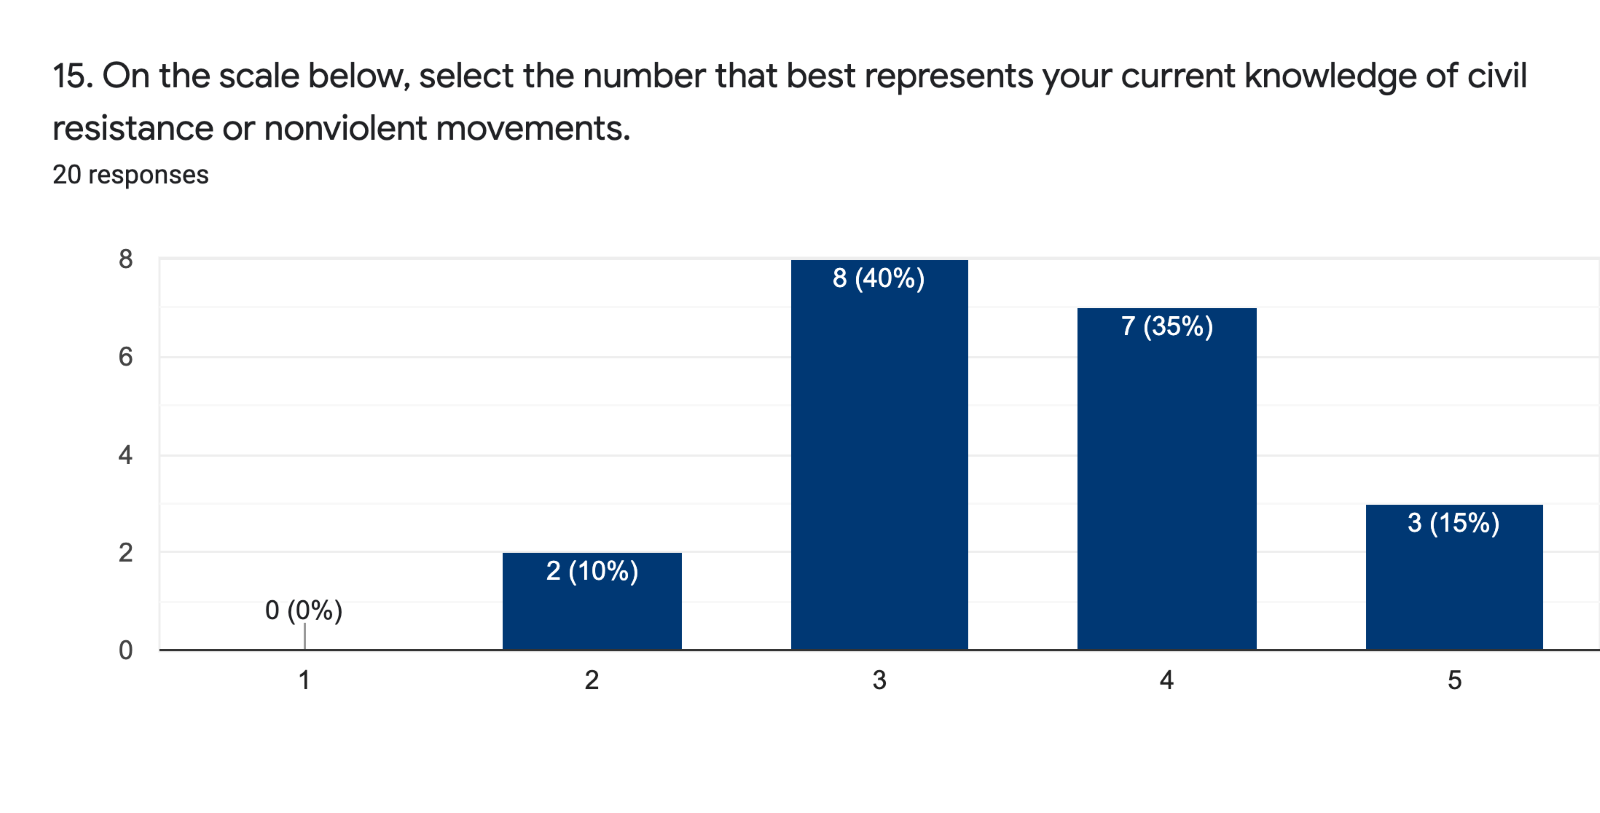 15. On the scale below, select the number that best represents your current knowledge of civil
resistance or nonviolent movements.
20 responses
8
8 (40%)
7 (35%)
6
4
3 (15%)
2
2 (10%)
0 (0%)
0
1 2 3 4 5